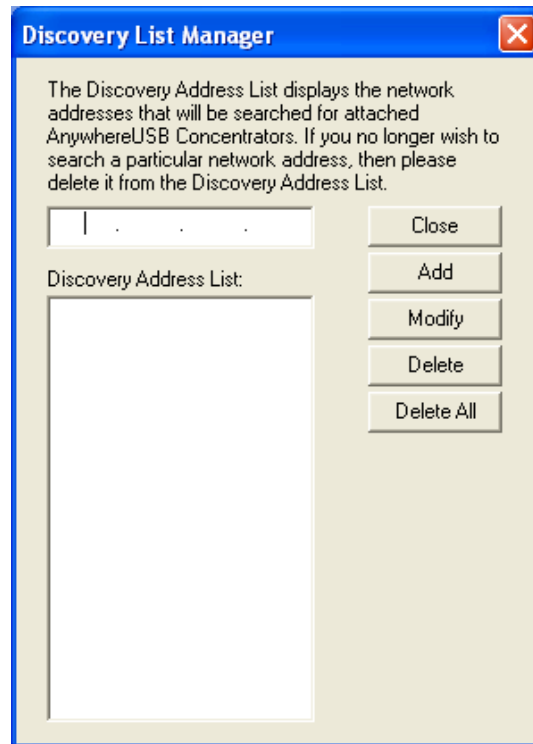 Discovery List Manager
The Discovery Address List displays the network
addresses that will be searched for attached
AnywhereUSB Concentrators. If you no longer wish to
search a particular network address, then please
delete it from the Discovery Address List.
. . .
Close
Discovery Address List:
Add
Modify
Delete
Delete All